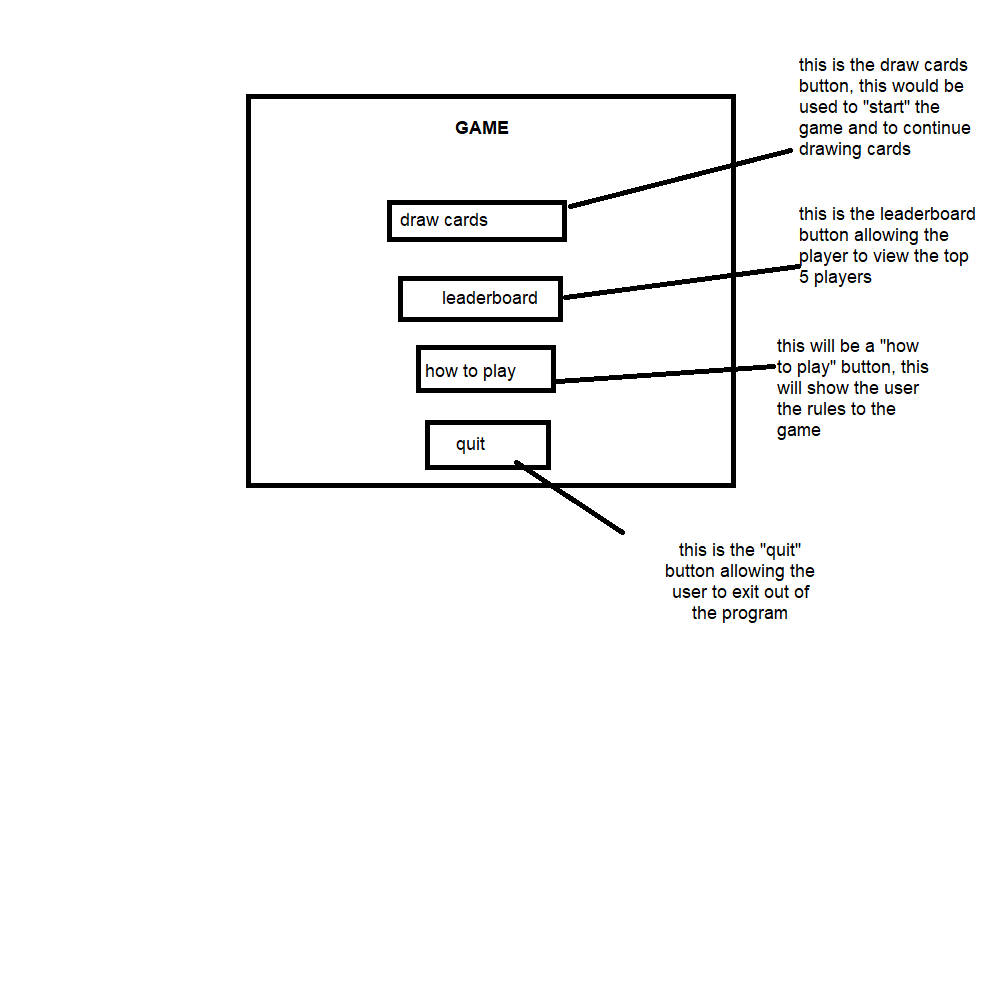 GAME
draw cards
leaderboard
how to play
quit
this is the draw cards
button, this would be
used to "start" the
game and to continue
drawing cards
this is the leaderboard
button allowing the
player to view the top
5 players
this will be a "how
to play" button, this
will show the user
the rules to the
game
this is the "quit"
button allowing the
user to exit out of
the program